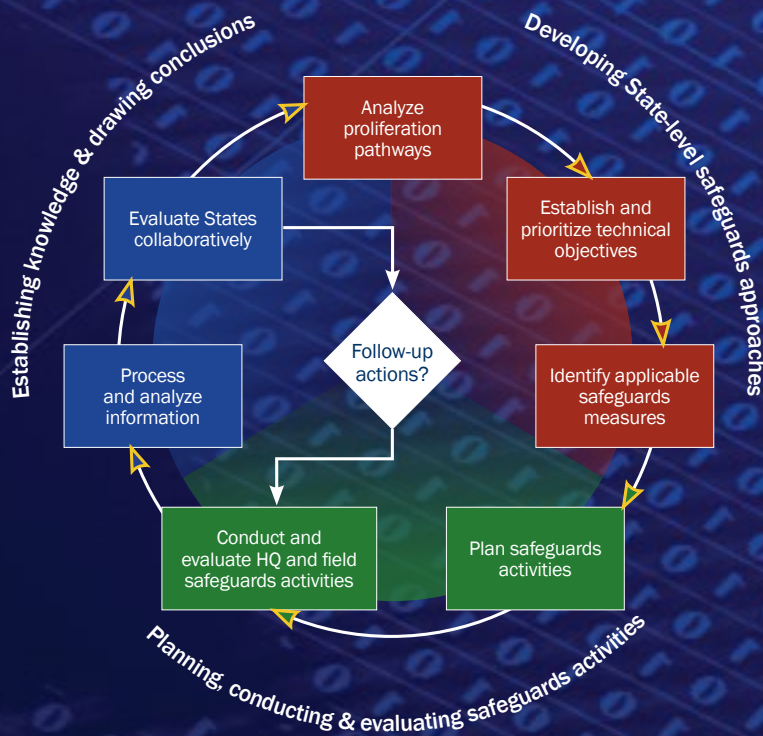 Establishing knowledge & drawing conclusions
Developing State-level safeguards approaches
Analyze
proliferation
pathways
Establish and
prioritize technical
objectives
Identify applicable
safeguards
measures
Plan safeguards
activities
Conduct and
evaluate HQ and field
safeguards activities
Process
and analyze
information
Evaluate States
collaboratively
Follow-up
actions?
Planning, conducting & evaluating safeguards activities